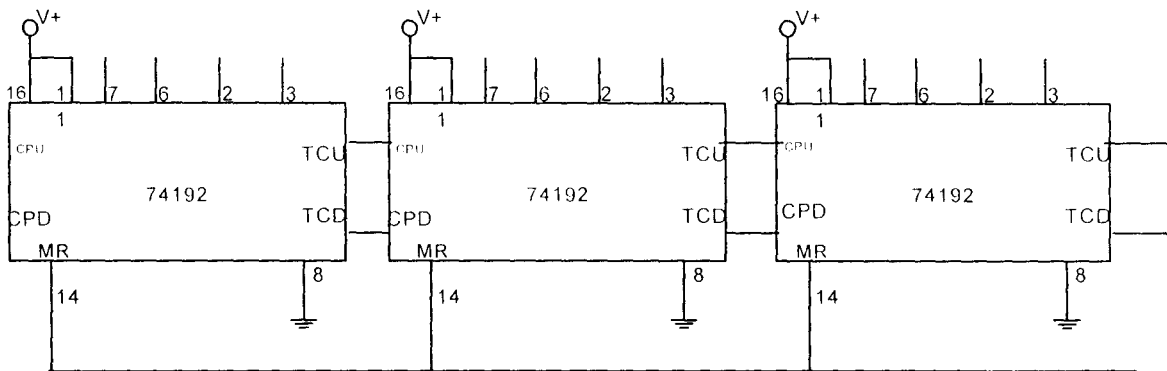 V+ V+ V+
16 1 7 6 2 3 16 1 7 6 2 3 16 1 7 6 2 3
1 1 1
CPU TCU CPU TCU CPU TCU
74192 74192 74192
CPD TCD CPD TCD CPD TCD
MR MR MR
8 8 8
14 14 14